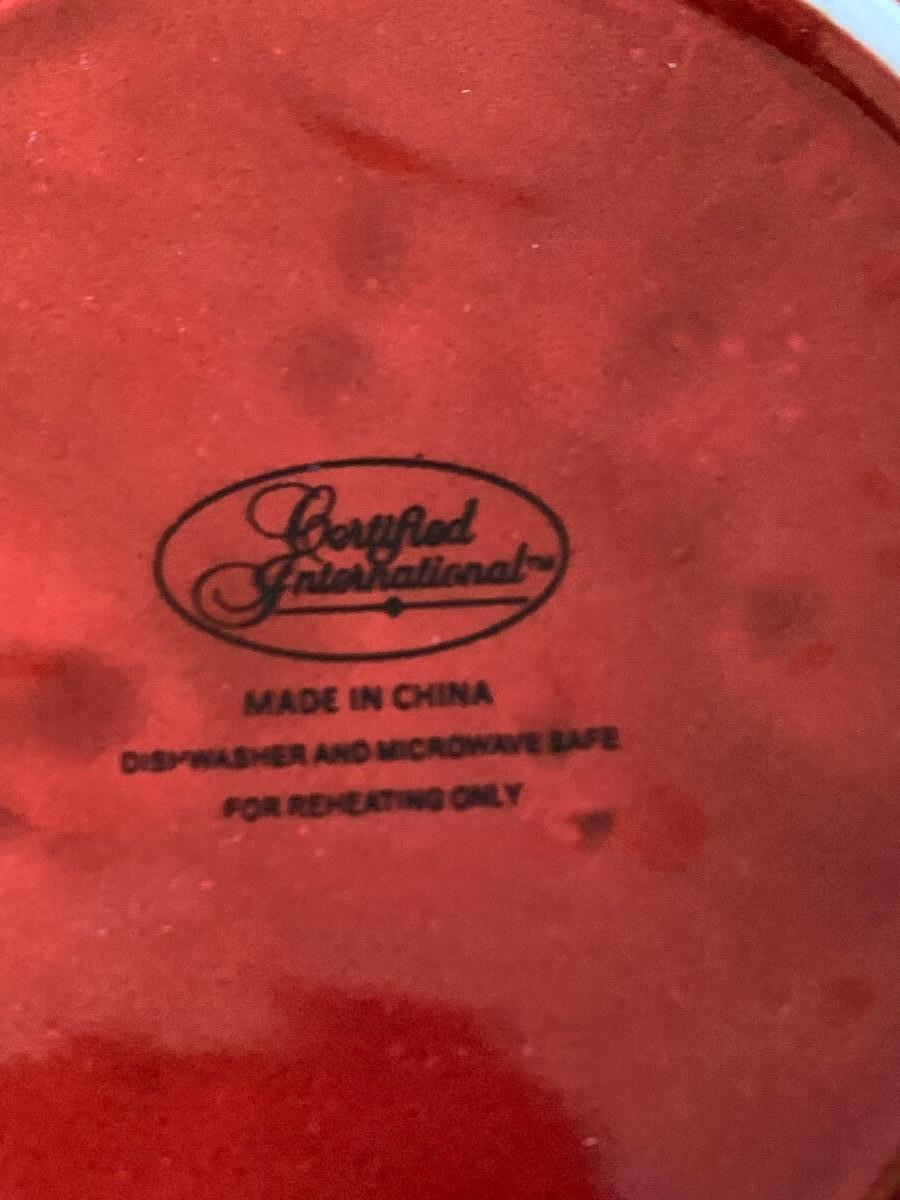 Certified
International™
MADE IN CHINA
DISHWASHER AND MICROWAVE SAFE
FOR REHEATING ONLY